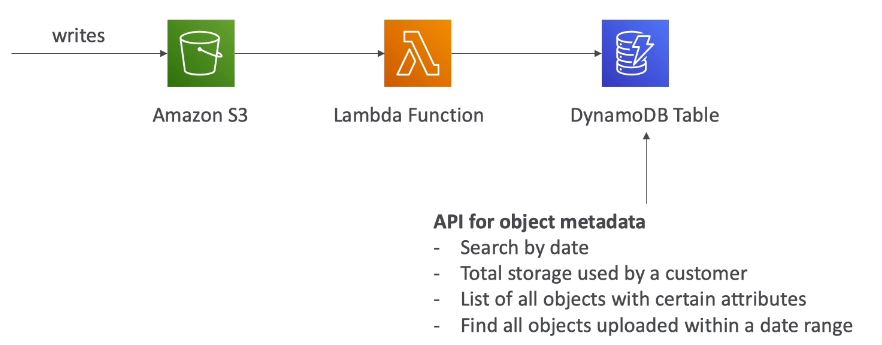 writes
Amazon S3
Lambda Function
DynamoDB Table
API for object metadata
- Search by date
- Total storage used by a customer
- List of all objects with certain attributes
- Find all objects uploaded within a date range